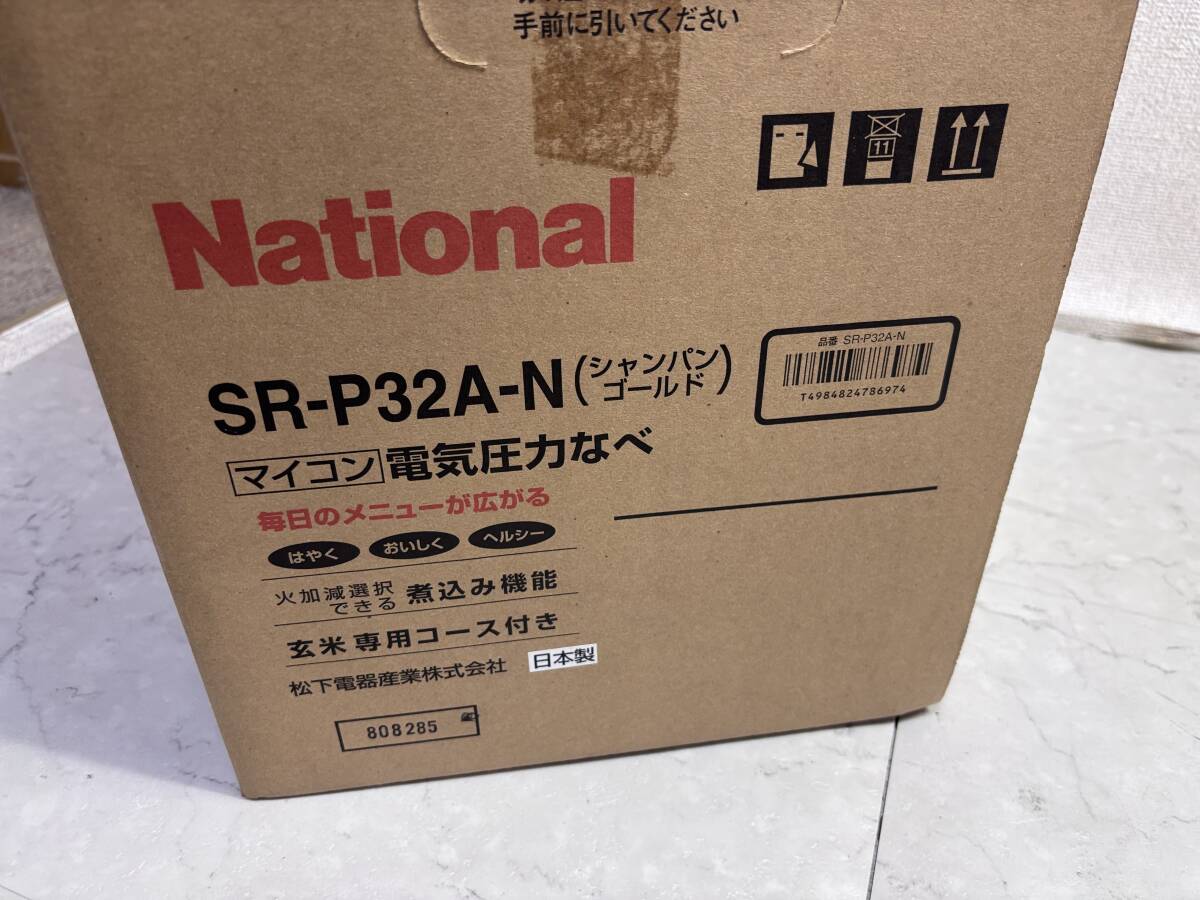 手前に引いてください
11
National
品番 SR-P32A-N
T4984824786974
SR-P32A-N(シャンパンゴールド)
マイコン 電気圧力なべ
毎日のメニューが広がる
はやく おいしく ヘルシー
火加減選択できる 煮込み機能
玄米専用コース付き
松下電器産業株式会社 日本製
808285